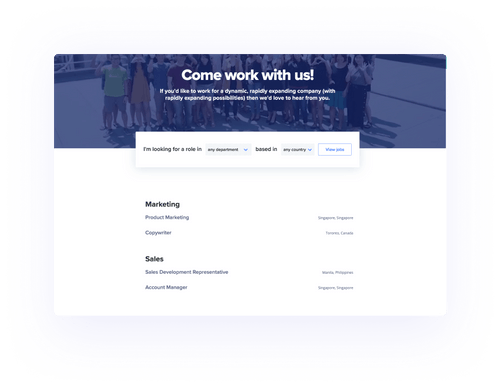 Come work with us!
If you'd like to work for a dynamic, rapidly expanding company (with
rapidly expanding possibilities) then we'd love to hear from you.
I'm looking for a role in any department based in any country View jobs
Marketing
Product Marketing Singapore, Singapore
Copywriter Toronto, Canada
Sales
Sales Development Representative Manila, Philippines
Account Manager Singapore, Singapore